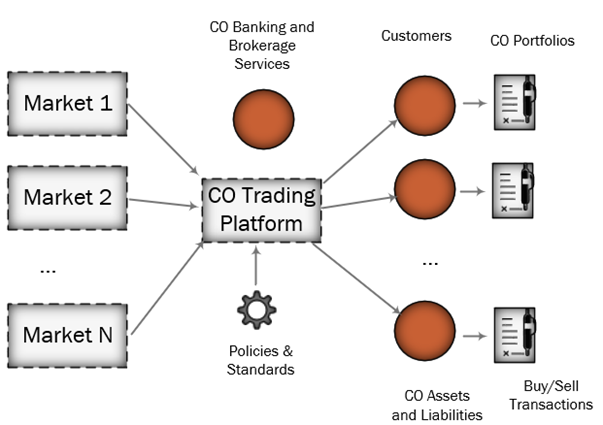 CO Banking and
Brokerage
Services
Customers
CO Portfolios
Market 1
Market 2
...
Market N
CO Trading
Platform
...
Policies &
Standards
CO Assets
and Liabilities
Buy/Sell
Transactions